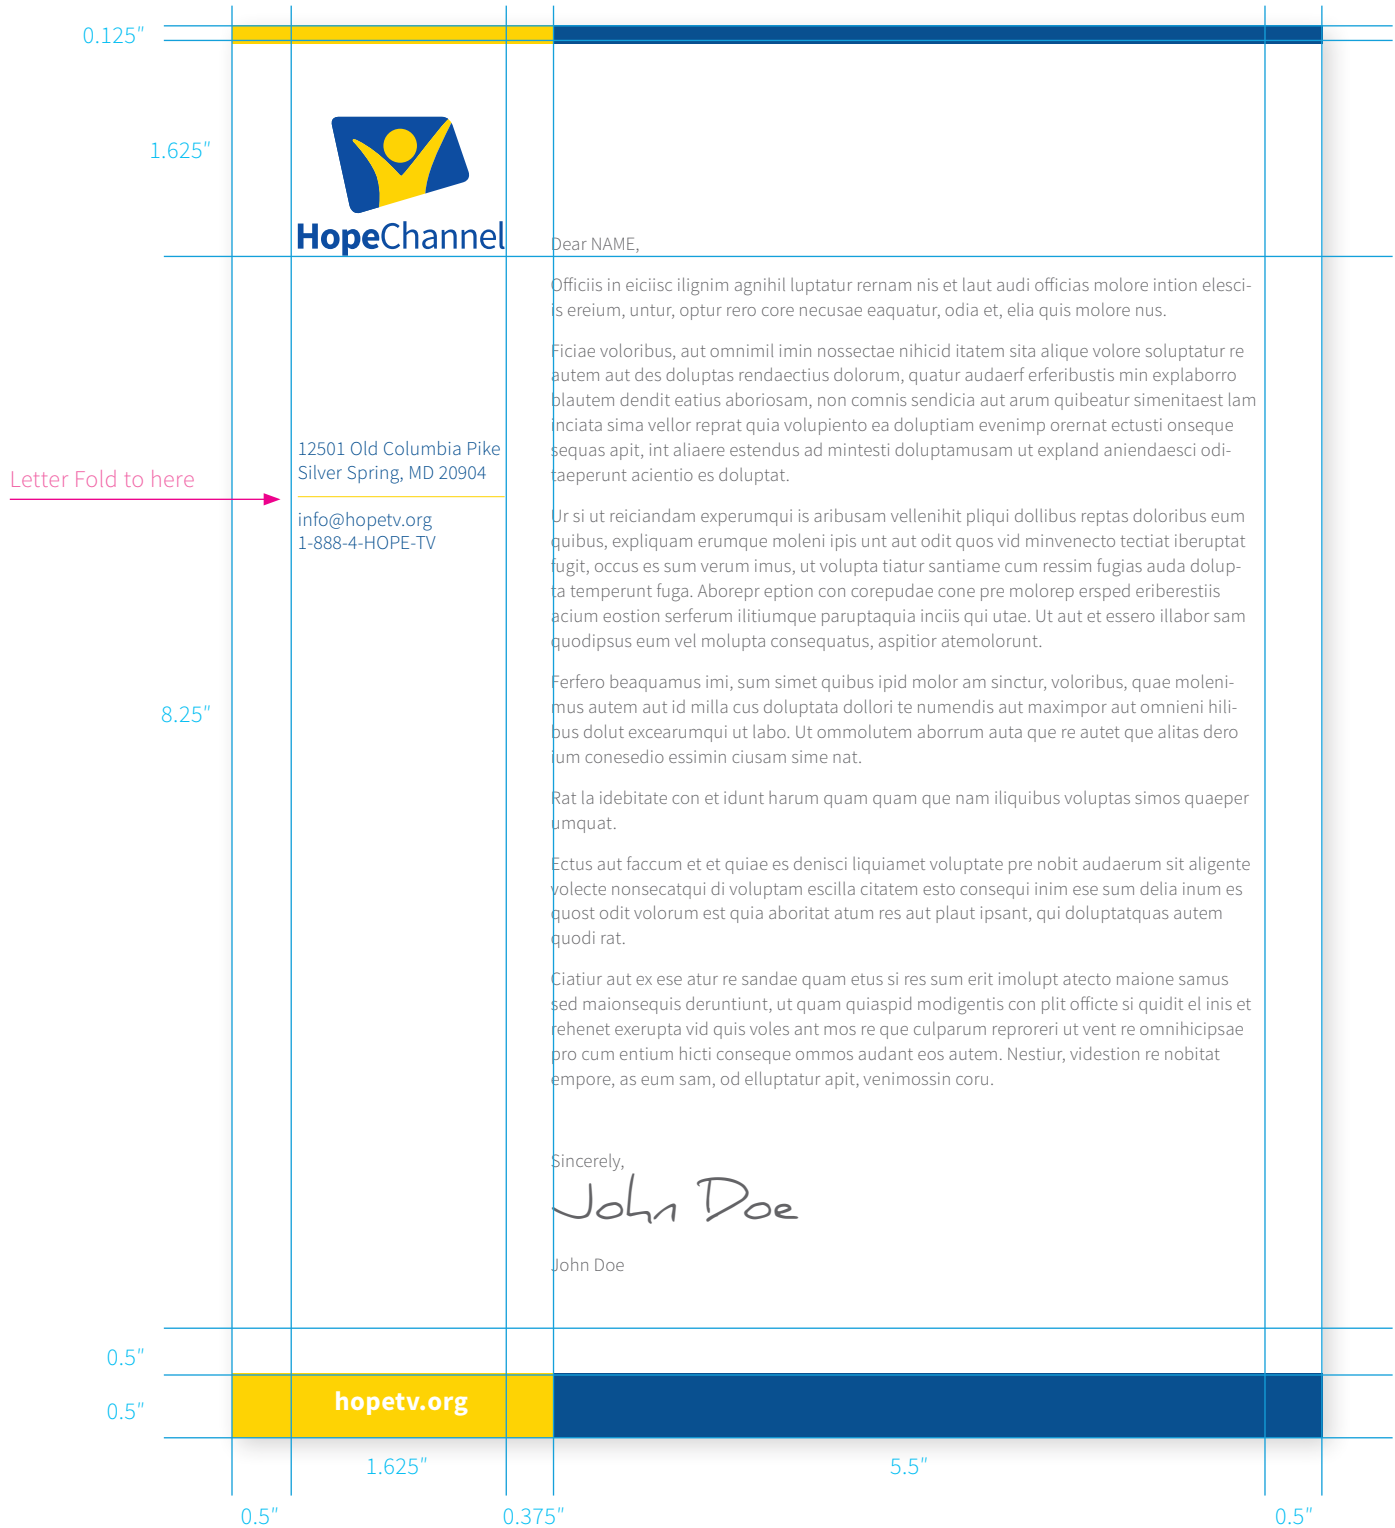 0.125"
1.625"
HopeChannel
Dear NAME,
Officiis in eiciisc ilignim agnihil luptatur rernam nis et laut audi officias molore intion elesci-
is ereium, untur, optur rero core necusae eaquatur, odia et, elia quis molore nus.
Ficiae voloribus, aut omnimil imin nossectae nihicid itatem sita alique volore soluptatur re
autem aut des doluptas rendaectius dolorum, quatur audaerf erferibustis min explaborro
blautem dendit eatius aboriosam, non comnis sendicia aut arum quibeatur simenitaest lam
inciata sima vellor reprat quia volupiento ea doluptiam evenimp orernat ectusti onseque
sequas apit, int aliaere estendus ad mintesti doluptamusam ut expland aniendaesci odi-
taeperunt acientio es doluptat.
12501 Old Columbia Pike
Silver Spring, MD 20904
Letter Fold to here
info@hopetv.org
1-888-4-HOPE-TV
Ur si ut reiciandam experumqui is aribusam vellenihit pliqui dollibus reptas doloribus eum
quibus, expliquam erumque moleni ipis unt aut odit quos vid minvenecto tectiat iberuptat
fugit, occus es sum verum imus, ut volupta tiatur santiame cum ressim fugias auda dolup-
ta temperunt fuga. Aborepr eption con corepudae cone pre molorep ersped eriberestiis
acium eostion serferum ilitiumque paruptaquia inciis qui utae. Ut aut et essero illabor sam
quodipsus eum vel molupta consequatus, aspitior atemolorunt.
8.25"
Ferfero beaquamus imi, sum simet quibus ipid molor am sinctur, voloribus, quae moleni-
mus autem aut id milla cus doluptata dollori te numendis aut maximpor aut omnieni hili-
bus dolut excearumqui ut labo. Ut ommolutem aborrum auta que re autet que alitas dero
ium conesedio essimin ciusam sime nat.
Rat la idebitate con et idunt harum quam quam que nam iliquibus voluptas simos quaeper
umquat.
Ectus aut faccum et et quiae es denisci liquiamet voluptate pre nobit audaerum sit aligente
volecte nonsecatqui di voluptam escilla citatem esto consequi inim ese sum delia inum es
quost odit volorum est quia aboritat atum res aut plaut ipsant, qui doluptatquas autem
quodi rat.
Ciatiur aut ex ese atur re sandae quam etus si res sum erit imolupt atecto maione samus
sed maionsequis deruntiunt, ut quam quiaspid modigentis con plit officte si quidit el inis et
rehenet exerupta vid quis voles ant mos re que culparum reproreri ut vent re omnihicipsae
pro cum entium hicti conseque ommos audant eos autem. Nestiur, videstion re nobitat
empore, as eum sam, od elluptatur apit, venimossin coru.
Sincerely,
John Doe
John Doe
0.5"
0.5"
hopetv.org
1.625"
5.5"
0.5"
0.375"
0.5"